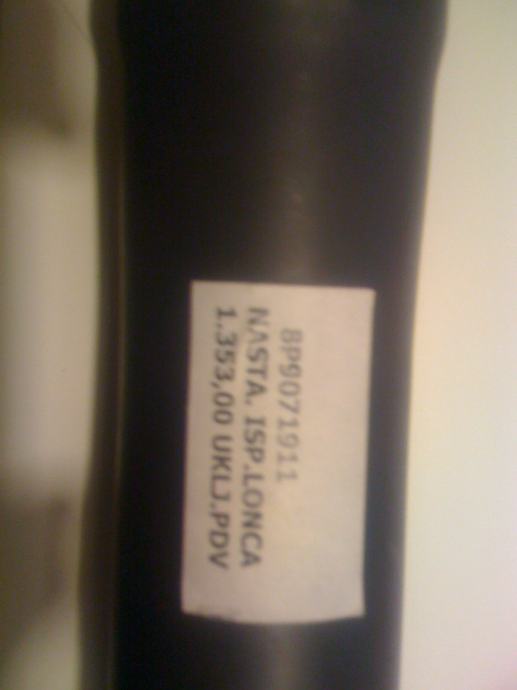 8P9071911
NASTA. ISP.LONCA
1.353,00 UKLJ.PDV